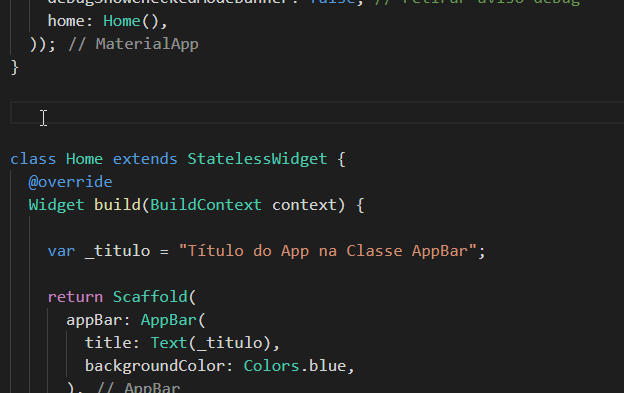 debugShowCheckedModeBanner: false, // retirar aviso debug
home: Home(),
)); // MaterialApp
}
class Home extends StatelessWidget {
@override
Widget build(BuildContext context) {
var _titulo = "Título do App na Classe AppBar";
return Scaffold(
appBar: AppBar(
title: Text(_titulo),
backgroundColor: Colors.blue,
), // AppBar